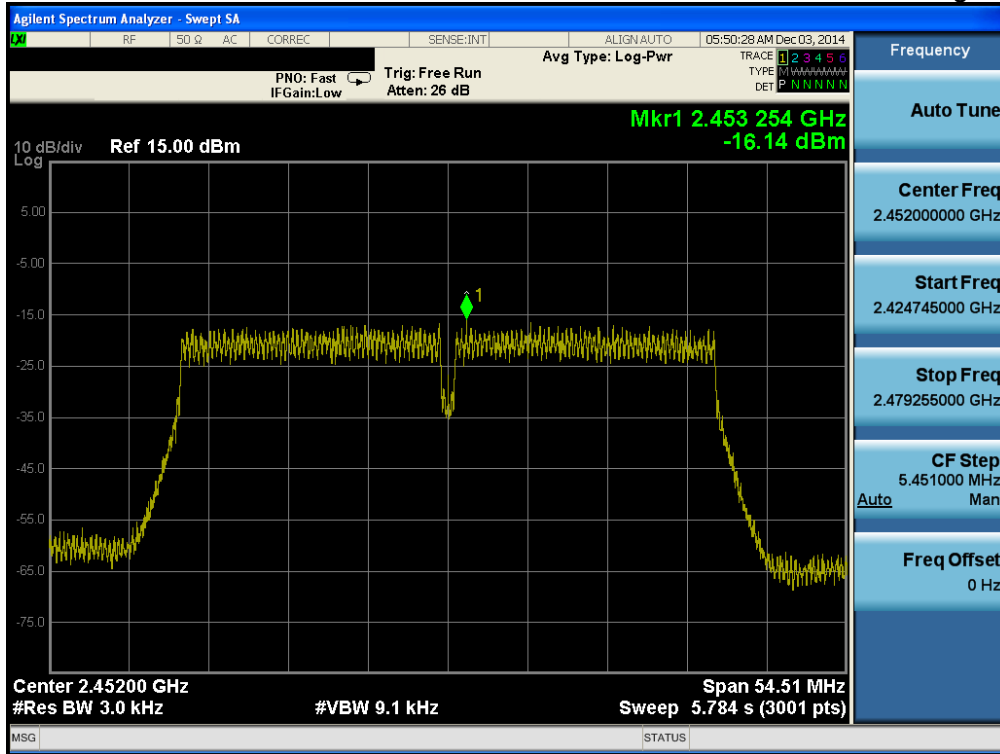 Agilent Spectrum Analyzer - Swept SA
LXI RF 50 Ω AC CORREC SENSE:INT ALIGN AUTO 05:50:28 AM Dec 03, 2014
PNO: Fast Trig: Free Run Avg Type: Log-Pwr TRACE 1 2 3 4 5 6
IFGain:Low Atten: 26 dB TYPE M WWWWW
DET P N N N N N
Mkr1 2.453 254 GHz
-16.14 dBm
10 dB/div Ref 15.00 dBm
Log
5.00
-5.00
1
-15.0
-25.0
-35.0
-45.0
-55.0
-65.0
-75.0
Center 2.45200 GHz Span 54.51 MHz
#Res BW 3.0 kHz #VBW 9.1 kHz Sweep 5.784 s (3001 pts)
MSG STATUS
Frequency
Auto Tune
Center Freq
2.452000000 GHz
Start Freq
2.424745000 GHz
Stop Freq
2.479255000 GHz
CF Step
5.451000 MHz
Auto Man
Freq Offset
0 Hz